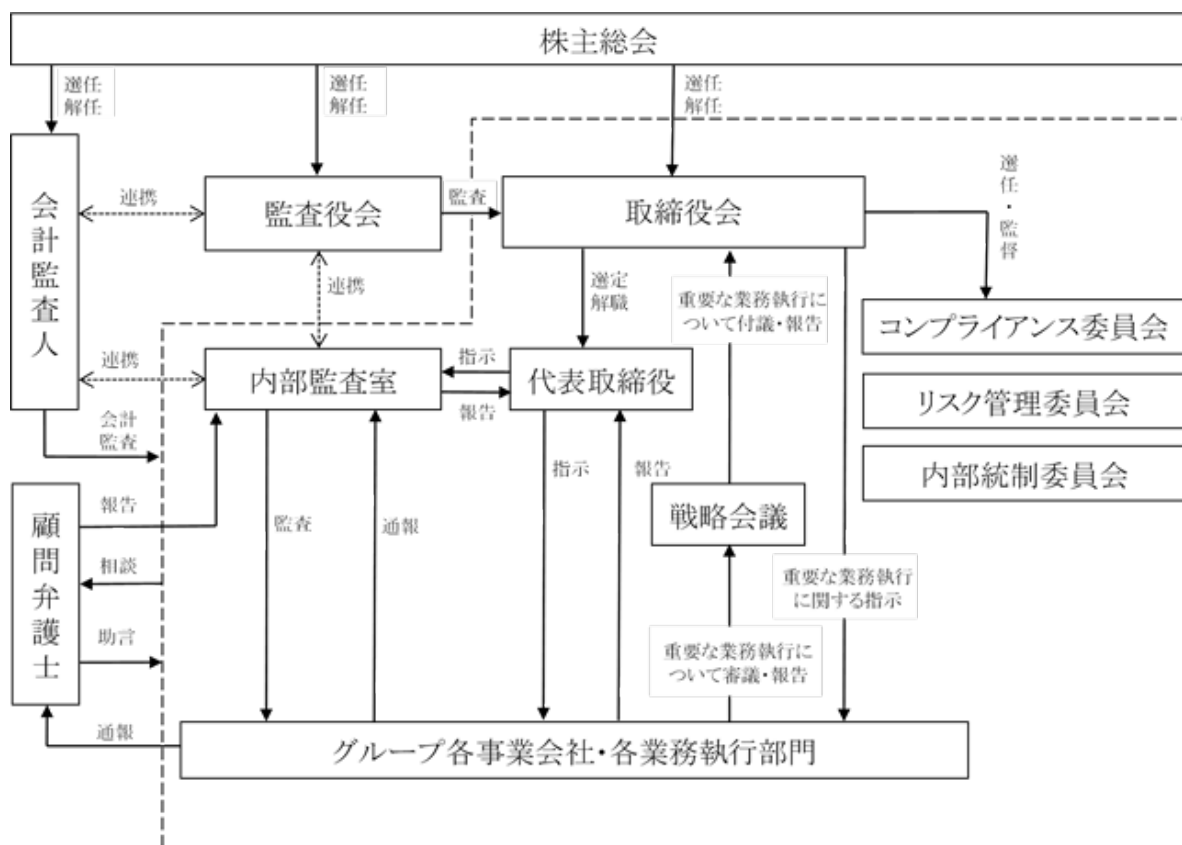 株主総会
選任
解任
選任
解任
選任
解任
会計監査人
連携
監査役会
監査
取締役会
選任・監督
連携
選定
解職
重要な業務執行に
ついて付議・報告
コンプライアンス委員会
連携
内部監査室
指示
報告
代表取締役
リスク管理委員会
会計
監査
内部統制委員会
指示
報告
戦略会議
顧問弁護士
報告
監査
通報
相談
重要な業務執行
に関する指示
助言
重要な業務執行に
ついて審議・報告
通報
グループ各事業会社・各業務執行部門